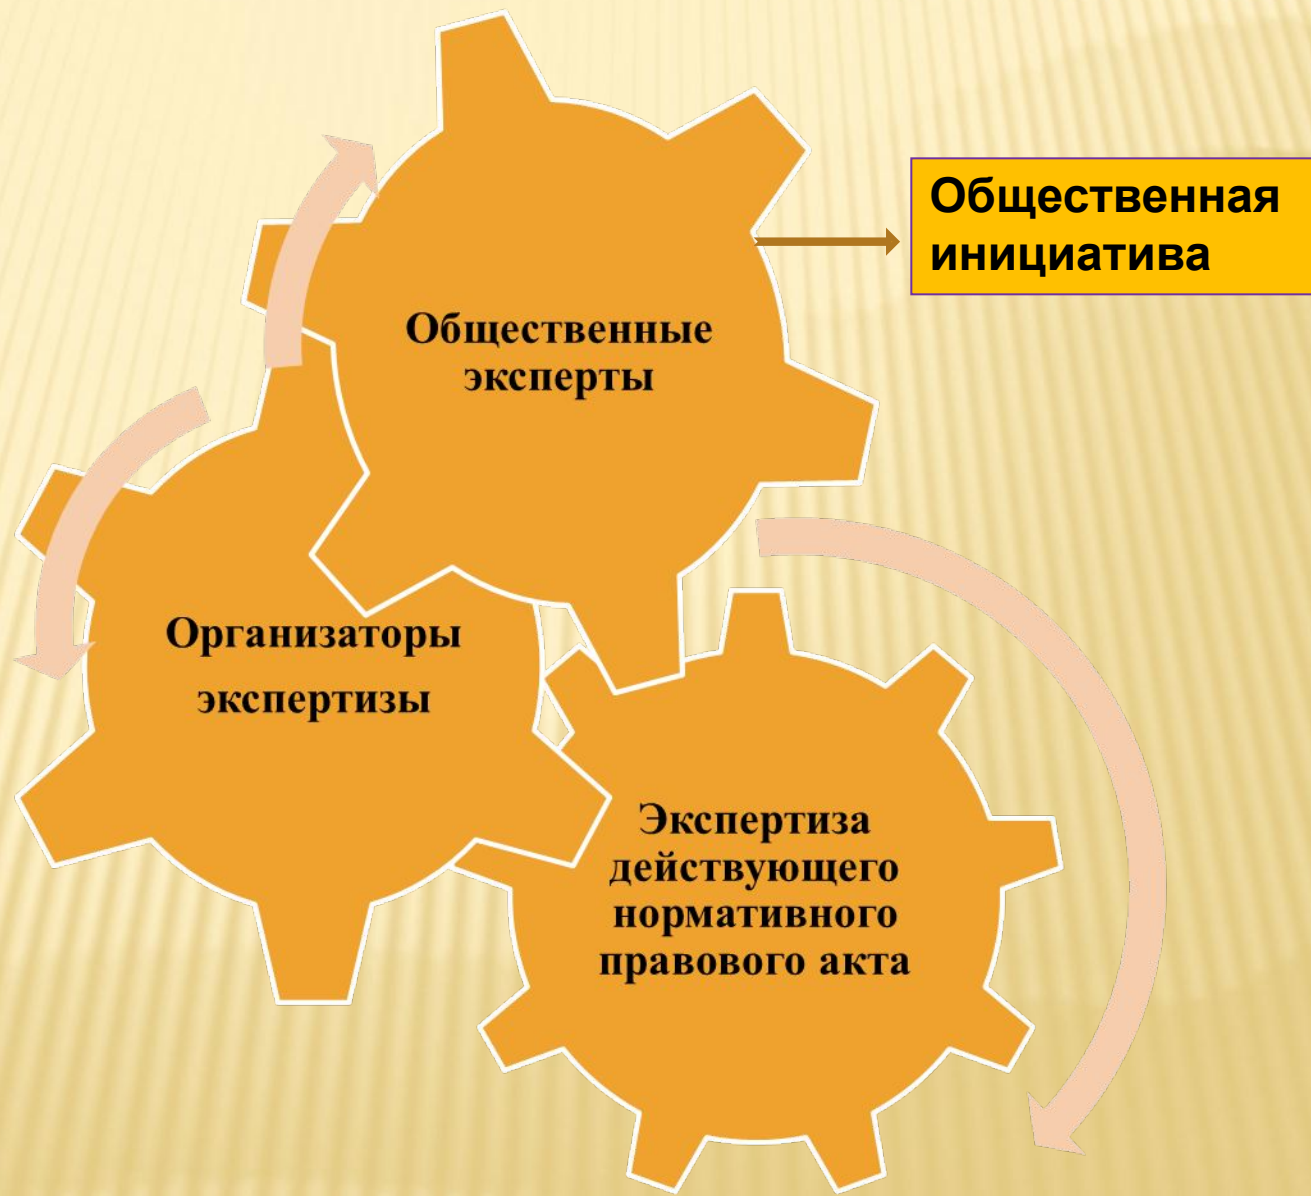 Общественная
инициатива
Общественные
эксперты
Организаторы
экспертизы
Экспертиза
действующего
нормативного
правового акта